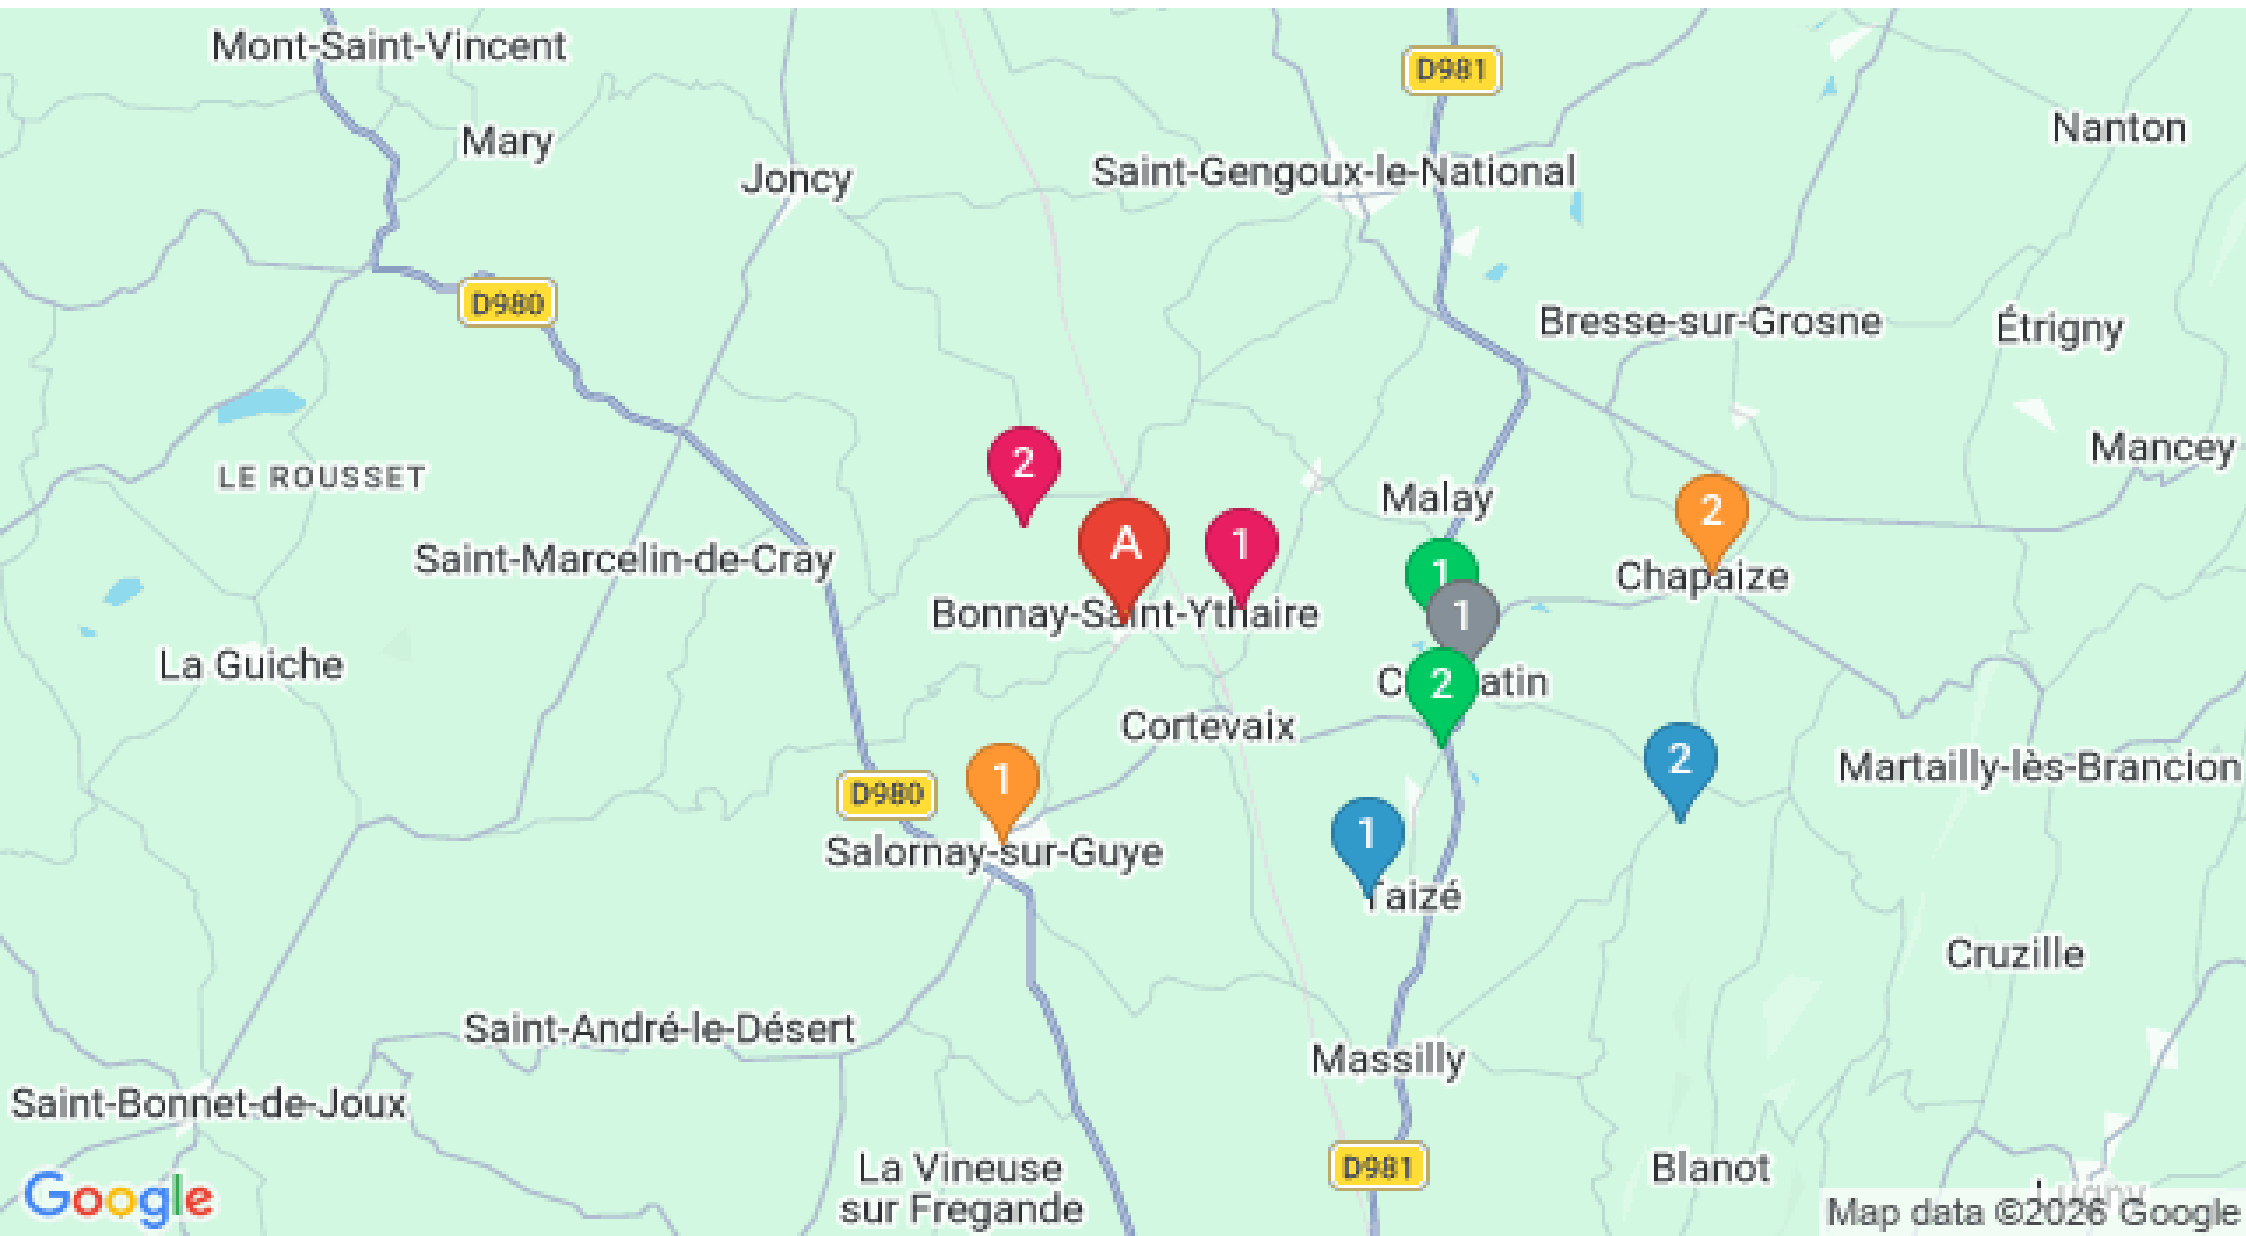 Mont-Saint-Vincent
D981
Nanton
Mary
Saint-Gengoux-le-National
Joncy
D980
Bresse-sur-Grosne
Étrigny
Mancey
2
LE ROUSSET
Malay
2
A
1
Saint-Marcelin-de-Cray
1
Chapaize
Bonnay-Saint-Ythaire
1
La Guiche
2
Cortevaix
2
Martailly-lès-Brancion
1
D980
1
Salornay-sur-Guye
Taizé
Cruzille
Saint-André-le-Désert
Massilly
Saint-Bonnet-de-Joux
La Vineuse
sur Fregande
D981
Blanot
Google
Map data ©2026 Google